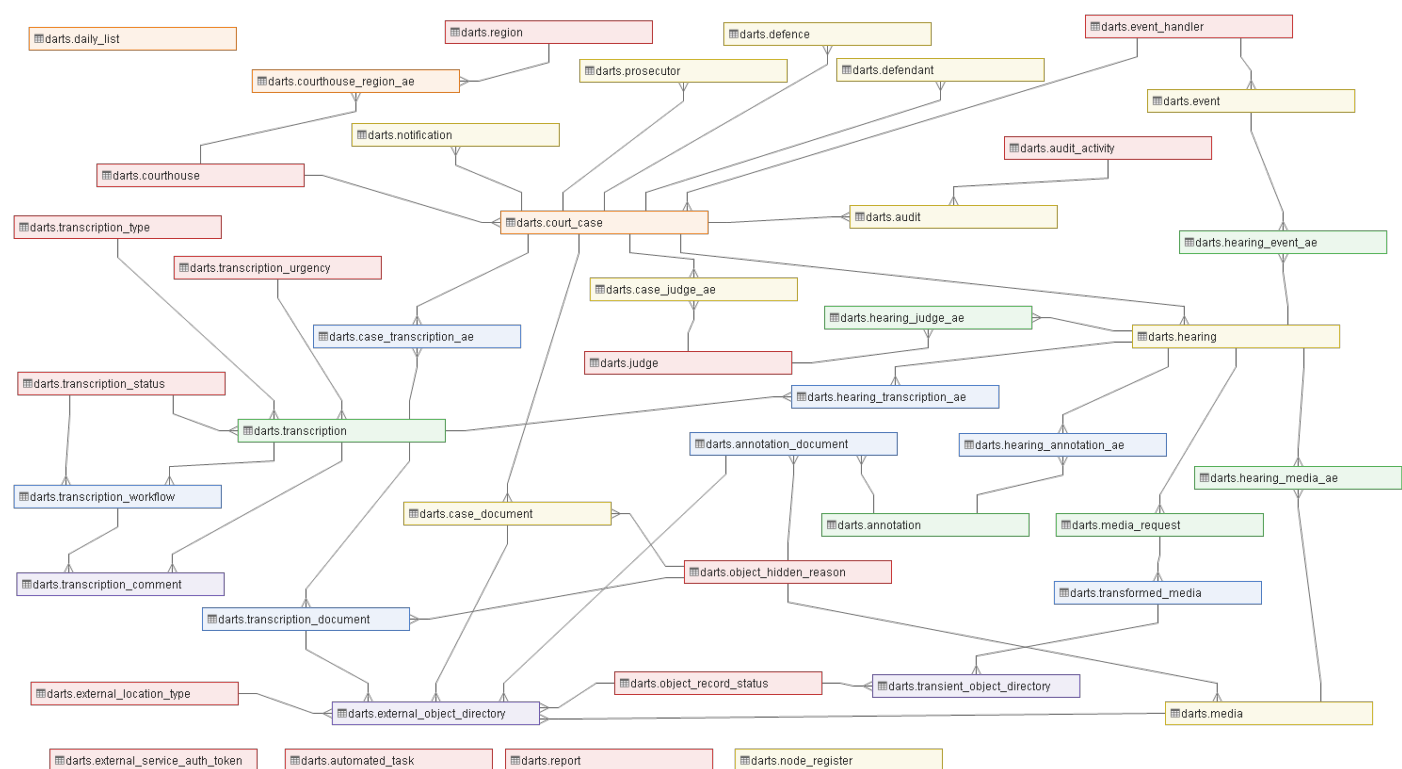 darts.daily_list
darts.region
darts.defence
darts.event_handler
darts.courthouse_region_ae
darts.prosecutor
darts.defendant
darts.event
darts.notification
darts.audit_activity
darts.courthouse
darts.court_case
darts.audit
darts.transcription_type
darts.hearing_event_ae
darts.transcription_urgency
darts.case_judge_ae
darts.hearing_judge_ae
darts.case_transcription_ae
darts.hearing
darts.judge
darts.transcription_status
darts.hearing_transcription_ae
darts.transcription
darts.annotation_document
darts.hearing_annotation_ae
darts.hearing_media_ae
darts.transcription_workflow
darts.case_document
darts.annotation
darts.media_request
darts.object_hidden_reason
darts.transcription_comment
darts.transformed_media
darts.transcription_document
darts.external_location_type
darts.object_record_status
darts.transient_object_directory
darts.external_object_directory
darts.media
darts.external_service_auth_token
darts.automated_task
darts.report
darts.node_register